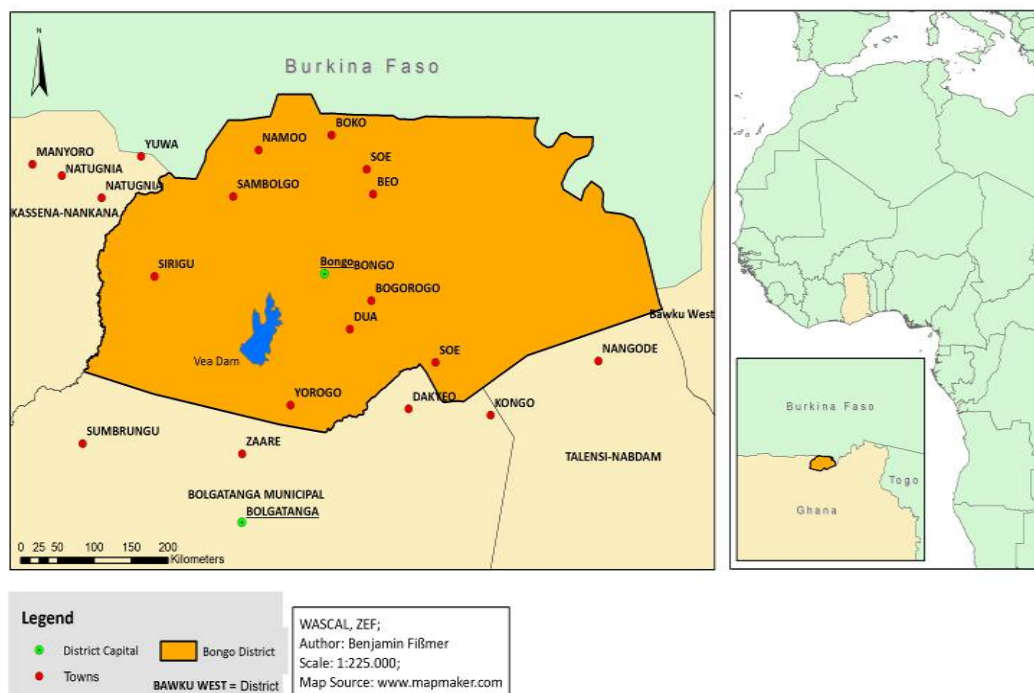 N
Burkina Faso
BOKO
NAMOO
YUWA
MANYORO
NATUGNIA
SOE
BEO
NATUGNIA
SAMBOLGO
KASSENA-NANKANA
SIRIGU
Bongo BONGO
BOGOROGO
DUA
Bawku West
Vea Dam
SOE
NANGODE
YOROGO
DAKYEO
KONGO
SUMBRUNGU
ZAARE
TALENSI-NABDAM
BOLGATANGA MUNICIPAL
BOLGATANGA
0 25 50 100 150 200
Kilometers
Burkina Faso
Togo
Ghana
Legend
District Capital
Bongo District
Towns
BAWKU WEST = District
WASCAL, ZEF;
Author: Benjamin Fißmer
Scale: 1:225.000;
Map Source: www.mapmaker.com